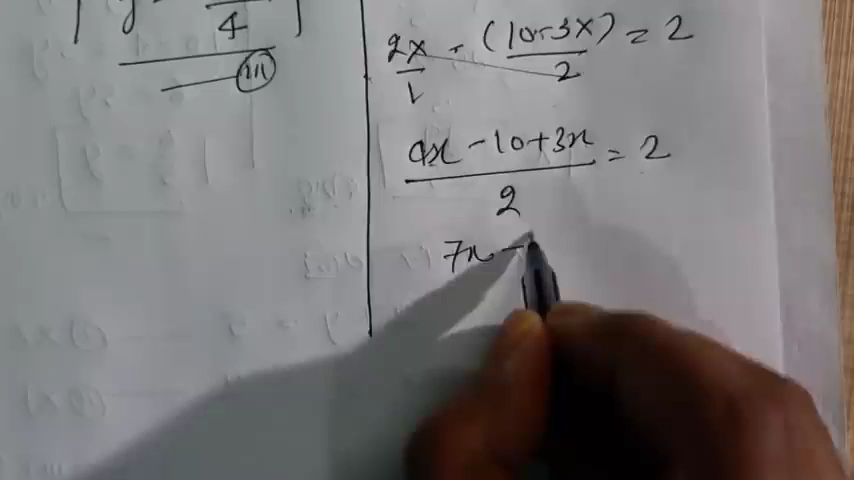 y
4
(III)
2x/1 - (10-3x)/2 = 2
4x - 10+3x = 2
2
7x -